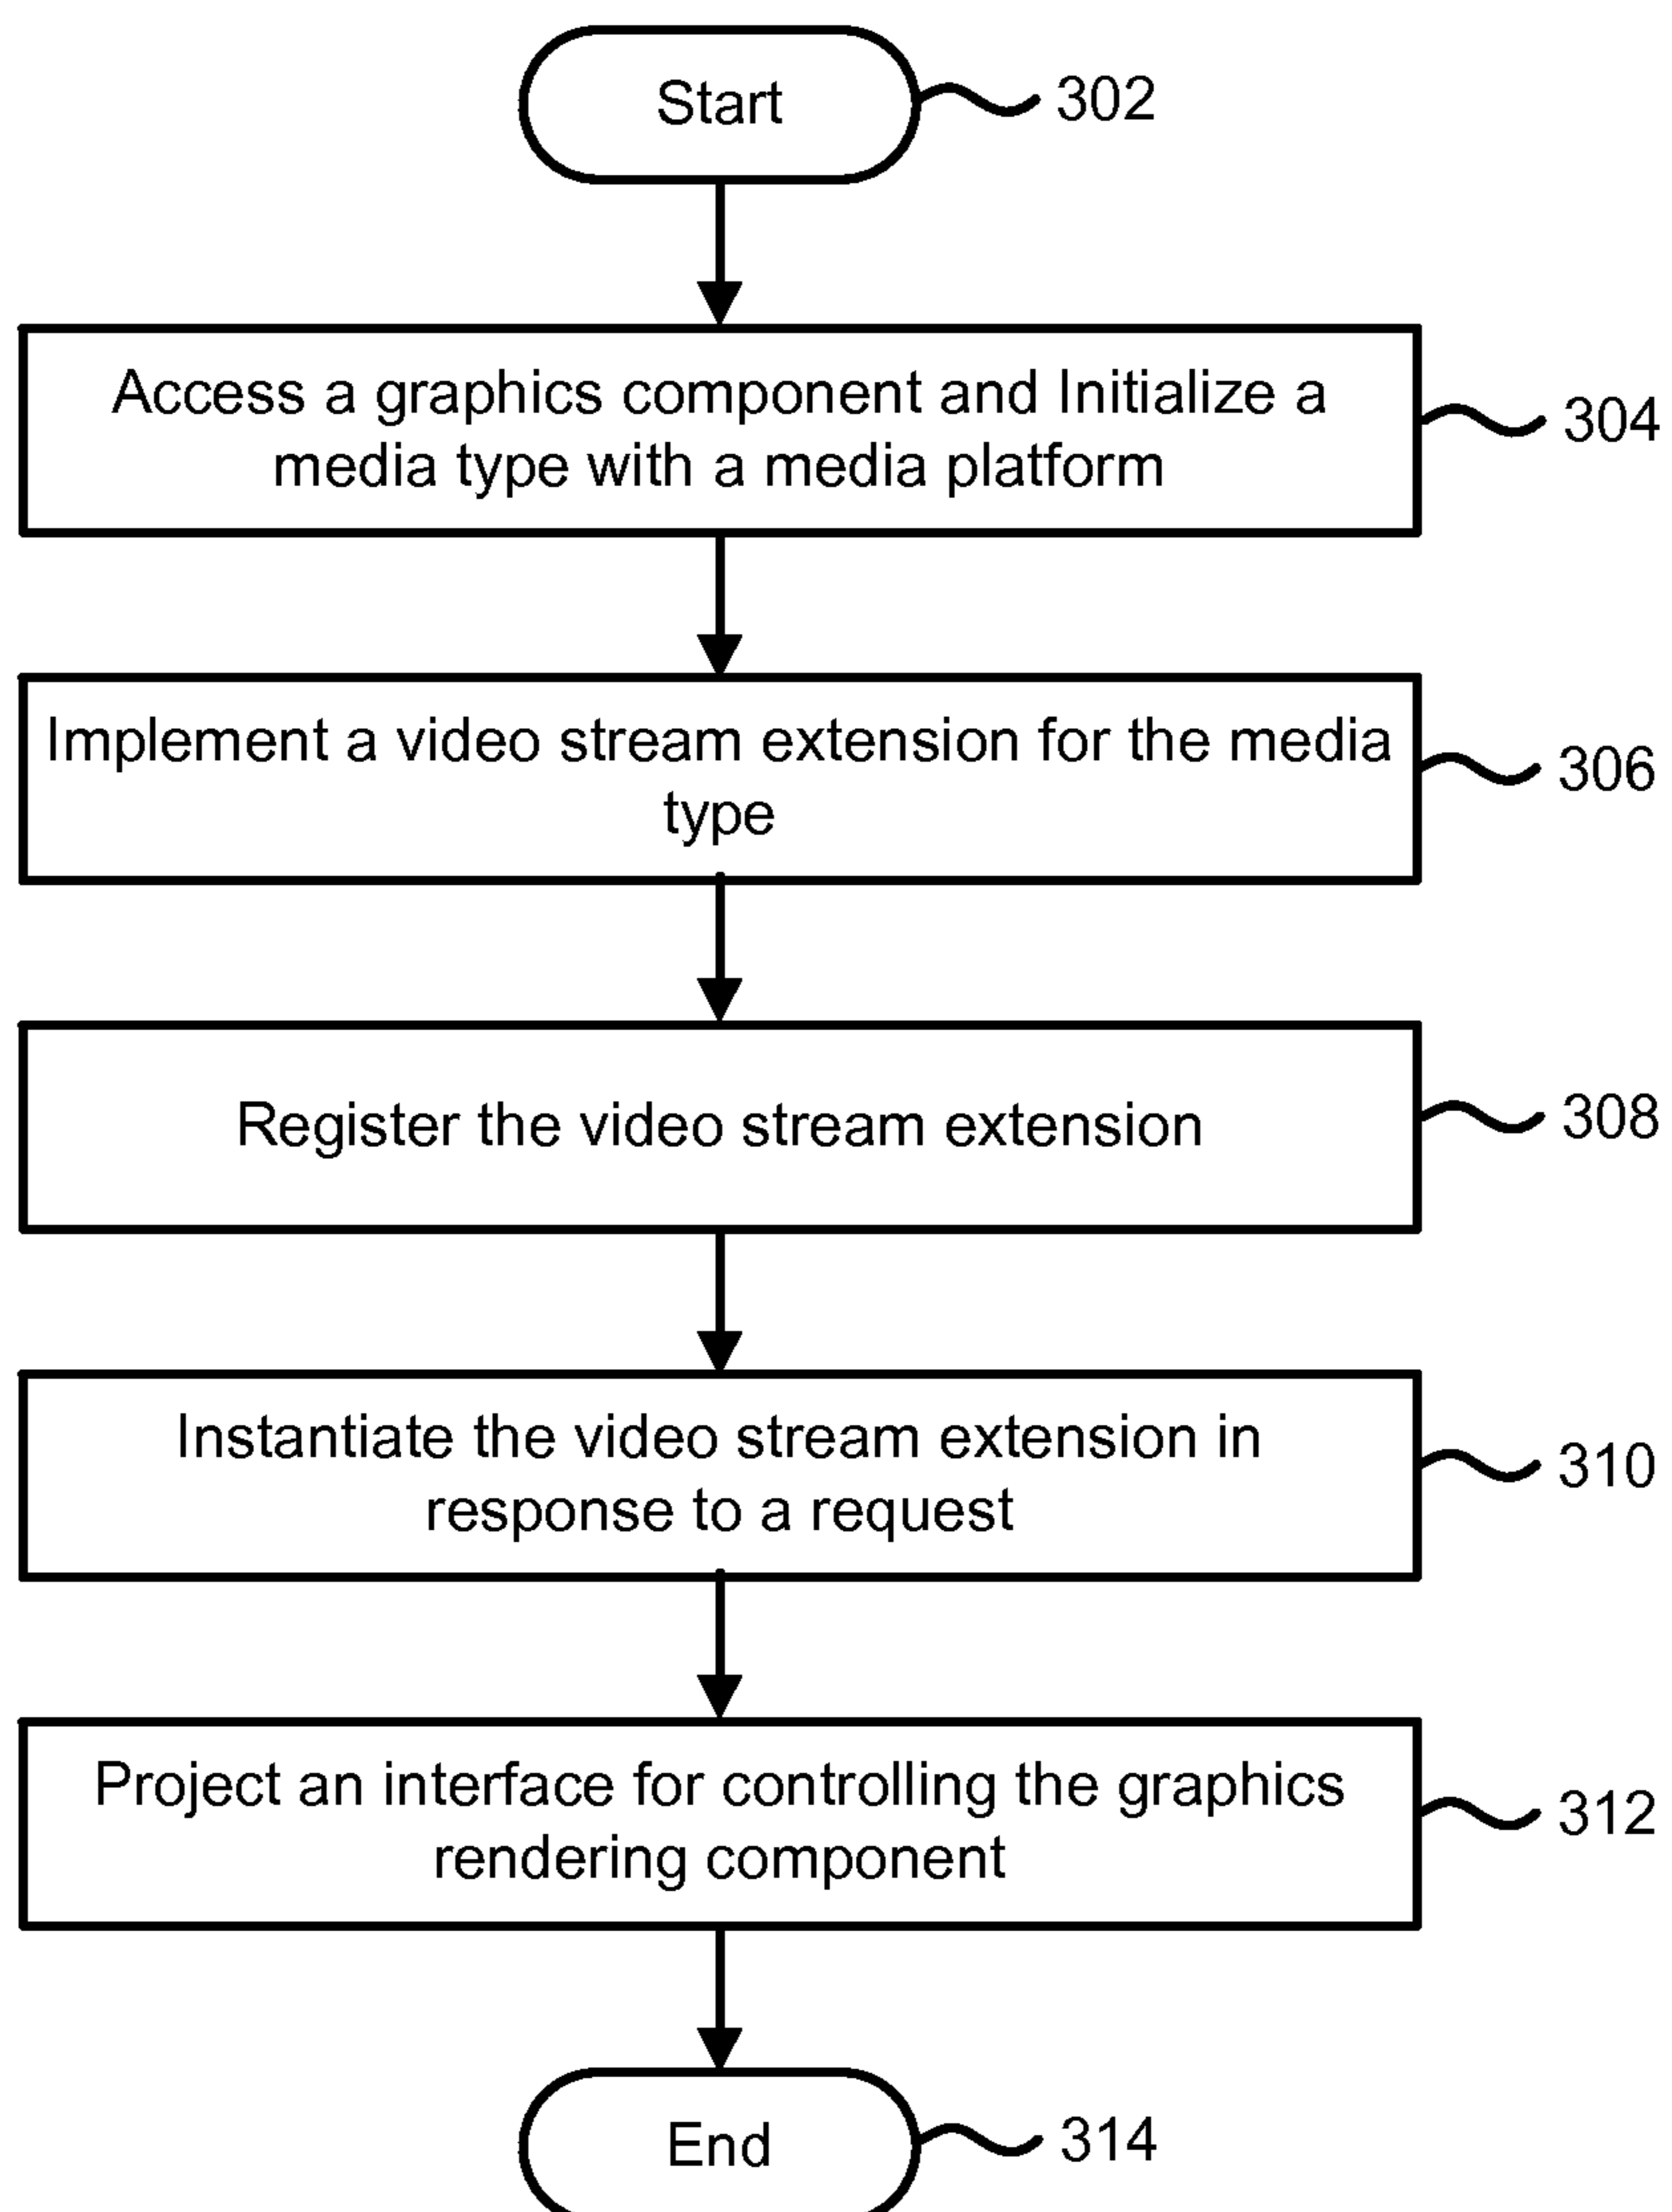 Start
302
Access a graphics component and Initialize a
media type with a media platform
304
Implement a video stream extension for the media
type
306
Register the video stream extension
308
Instantiate the video stream extension in
response to a request
310
Project an interface for controlling the graphics
rendering component
312
End
314